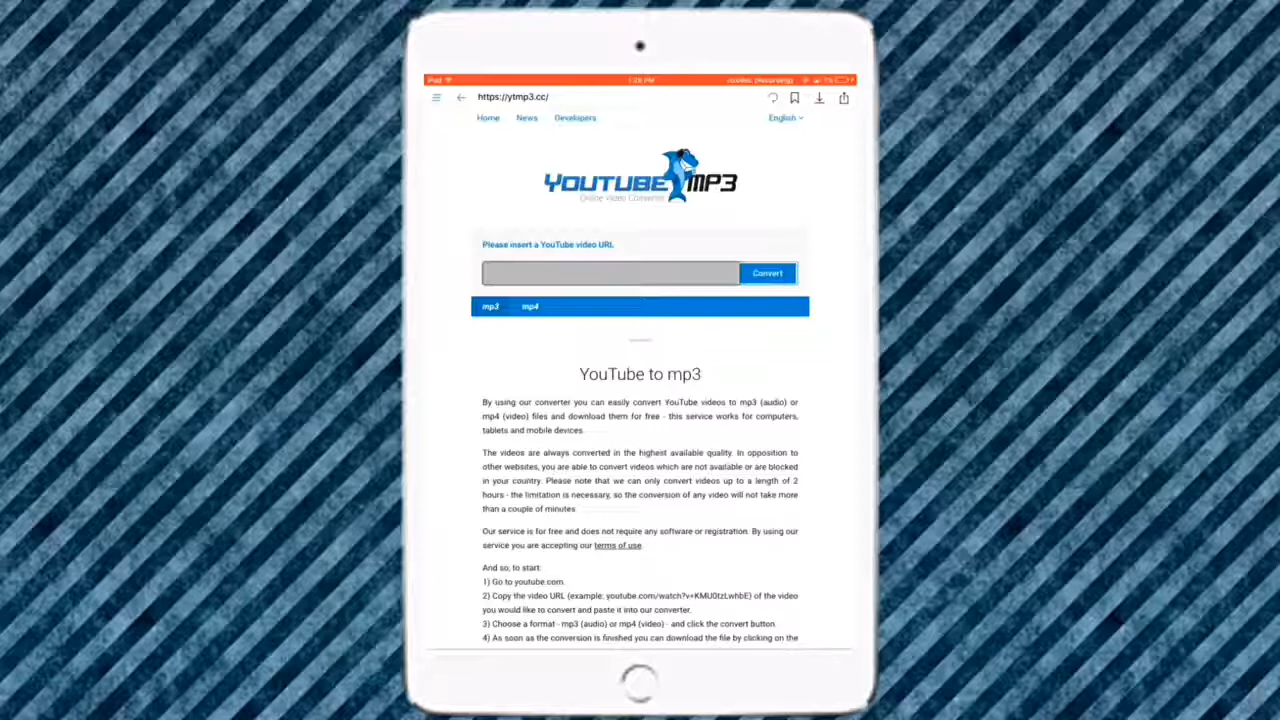 iPad 1:28 PM 7%
https://ytmp3.cc/
Home News Developers English
YOUTUBE MP3
Online Video Converter
Please insert a YouTube video URL
Convert
mp3 mp4
YouTube to mp3
By using our converter you can easily convert YouTube videos to mp3 (audio) or
mp4 (video) files and download them for free - this service works for computers,
tablets and mobile devices.
The videos are always converted in the highest available quality. In opposition to
other websites, you are able to convert videos which are not available or are blocked
in your country. Please note that we can only convert videos up to a length of 2
hours - the limitation is necessary, so the conversion of any video will not take more
than a couple of minutes.
Our service is for free and does not require any software or registration. By using our
service you are accepting our terms of use.
And so, to start:
1) Go to youtube.com.
2) Copy the video URL (example: youtube.com/watch?v=KMU0tzLwhbE) of the video
you would like to convert and paste it into our converter.
3) Choose a format - mp3 (audio) or mp4 (video) - and click the convert button.
4) As soon as the conversion is finished you can download the file by clicking on the